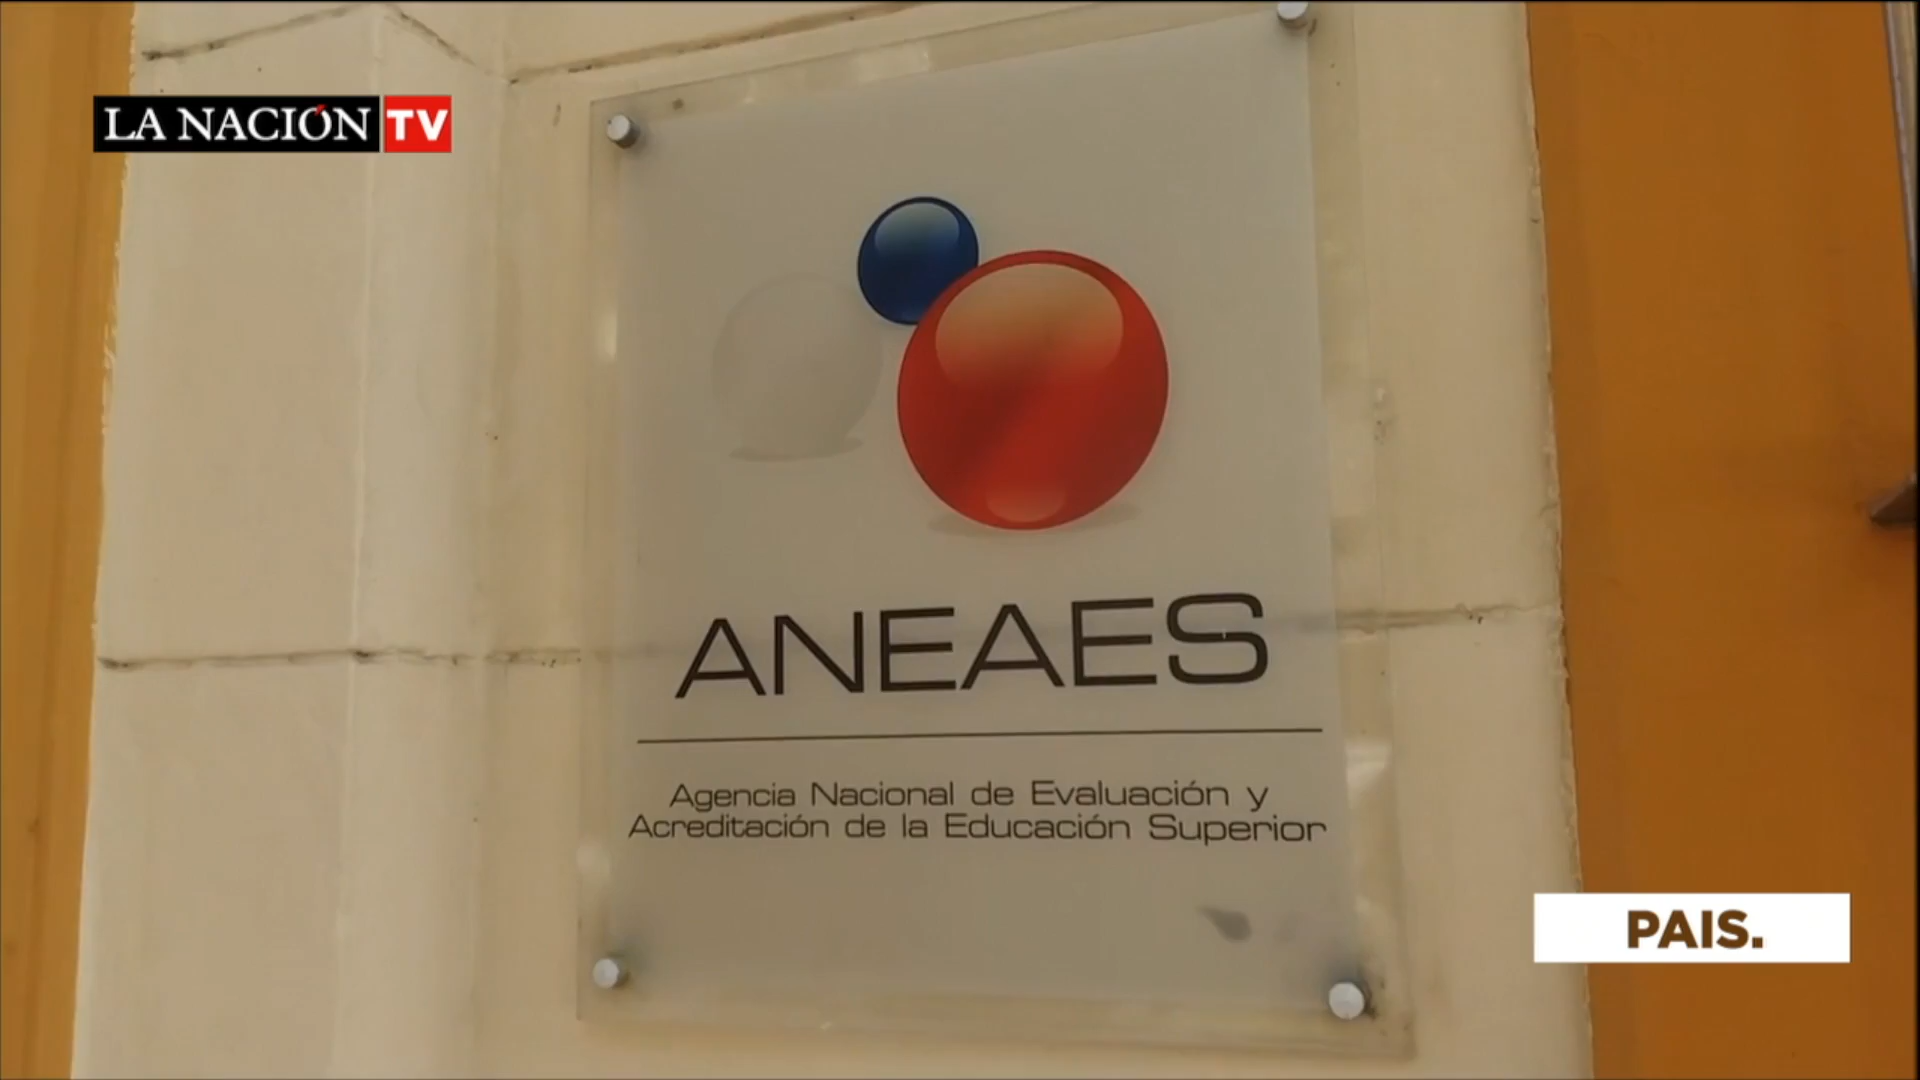 LA NACIÓN TV
ANEAES
Agencia Nacional de Evaluación y
Acreditación de la Educación Superior
PAIS.